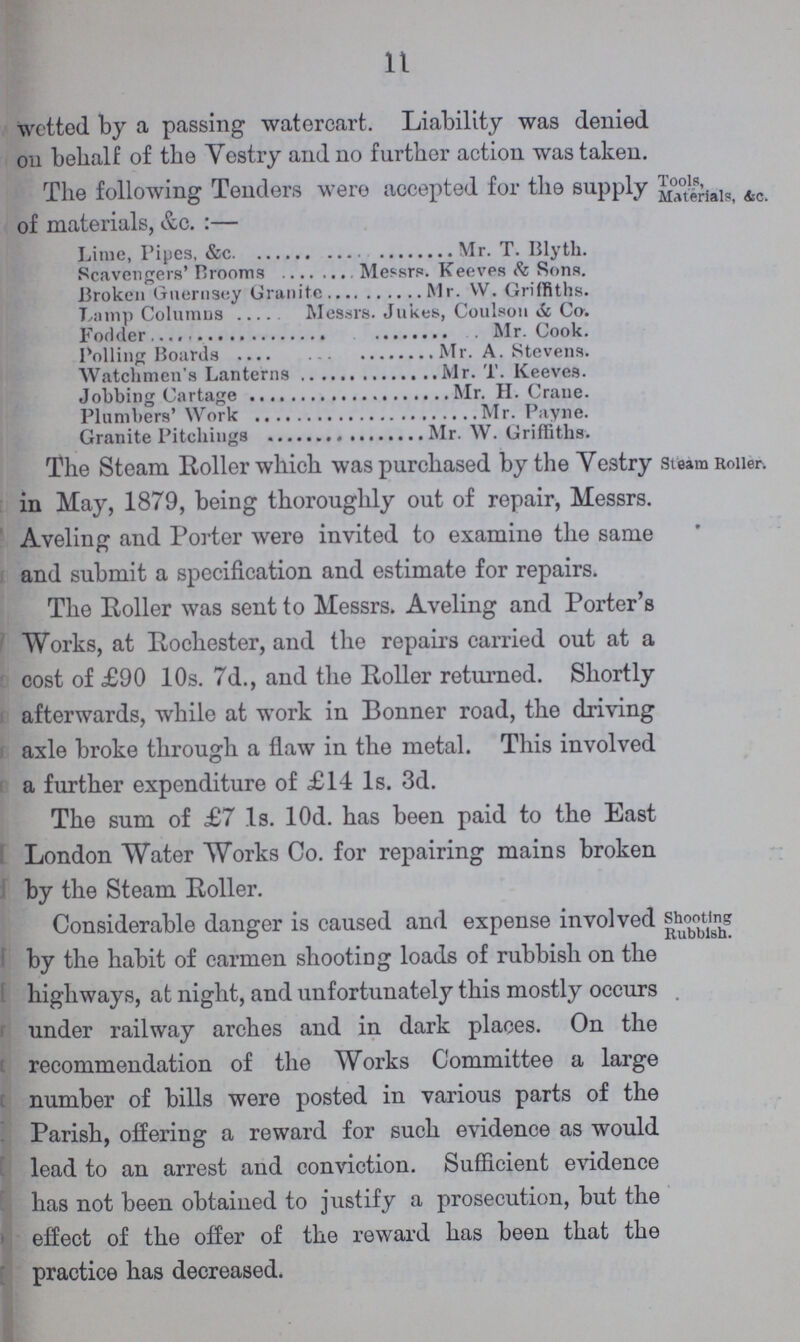 11
wetted by a passing watercart. Liability was denied
on behalf of the Vestry and no further action was taken.
The following Tenders were accepted for the supply Tools, Materials, &c.
of materials, &c. :—
Lime, Pipes, &c. .... .... ........ Mr. T. Blyth.
Scavengers' Brooms ........ Messrs. Keeves & Sons.
Broken Guernsey Granite .......... Mr. W. Griffiths.
Lamp Columns ..... Messrs. Jukes, Coulson & Co.
Fodder .................... ........ . Mr. Cook.
Polling Boards .... ... ........ Mr. A. Stevens.
Watchmen's Lanterns .............. Mr. T. Keeves.
Jobbing Cartage .................... Mr. H. Crane.
Plumbers' Work ....................... Mr. Payne.
Granite Pitchings ................ Mr. W. Griffiths.
The Steam Roller which was purchased by the Vestry Steam Roller.
in May, 1879, being thoroughly out of repair, Messrs.
Aveling and Porter were invited to examine the same
and submit a specification and estimate for repairs.
The Roller was sent to Messrs. Aveling and Porter's
Works, at Rochester, and the repairs carried out at a
cost of £90 10s. 7d., and the Roller returned. Shortly
afterwards, while at work in Bonner road, the driving
axle broke through a flaw in the metal. This involved
a further expenditure of £14 1s. 3d.
The sum of £7 1s. 10d. has been paid to the East
London Water Works Co. for repairing mains broken
by the Steam Roller.
Considerable danger is caused and expense involved Shooting Rubbish.
by the habit of carmen shooting loads of rubbish on the
highways, at night, and unfortunately this mostly occurs
under railway arches and in dark places. On the
recommendation of the Works Committee a large
number of bills were posted in various parts of the
Parish, offering a reward for such evidence as would
lead to an arrest and conviction. Sufficient evidence
has not been obtained to justify a prosecution, but the
effect of the offer of the reward has been that the
practice has decreased.